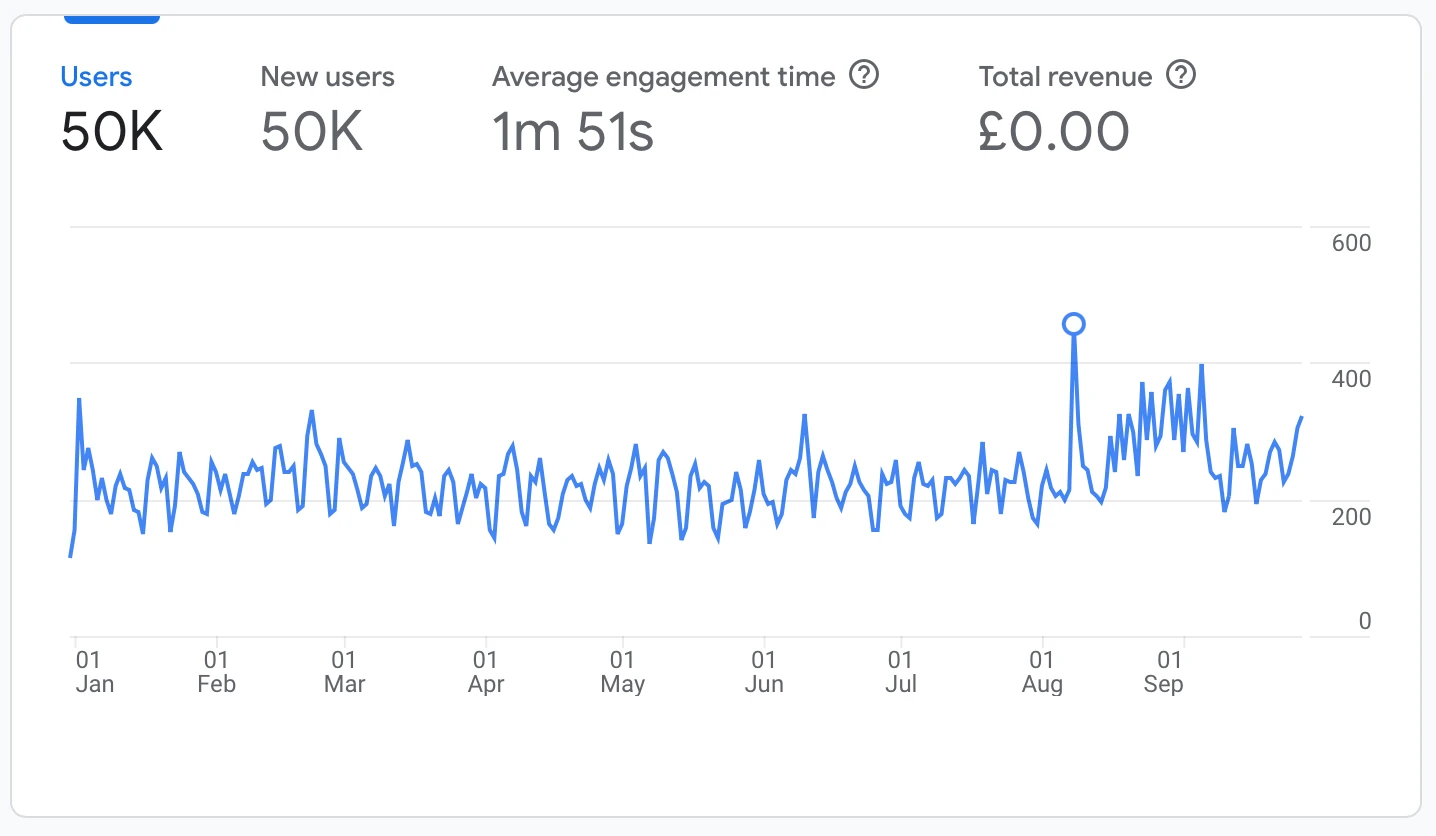 Users New users Average engagement time ? Total revenue ?
50K 50K 1m 51s £0.00
600
400
200
0
01 01 01 01 01 01 01 01 01
Jan Feb Mar Apr May Jun Jul Aug Sep